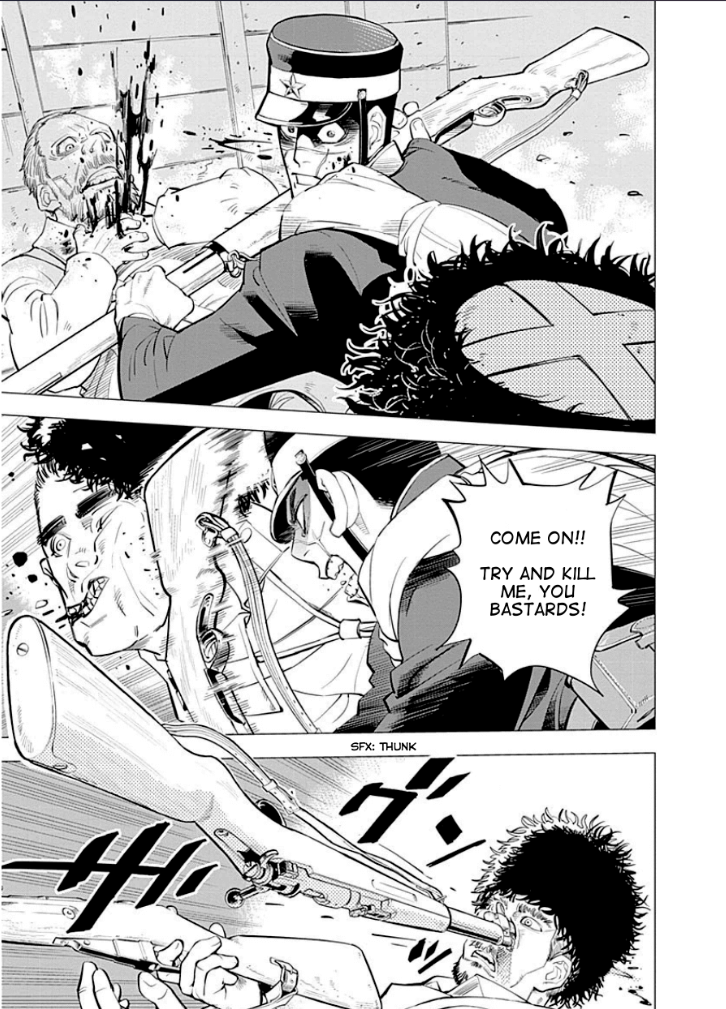 COME ON!!
TRY AND KILL
ME, YOU
BASTARDS!
SFX: THUNK
グン
ザッ